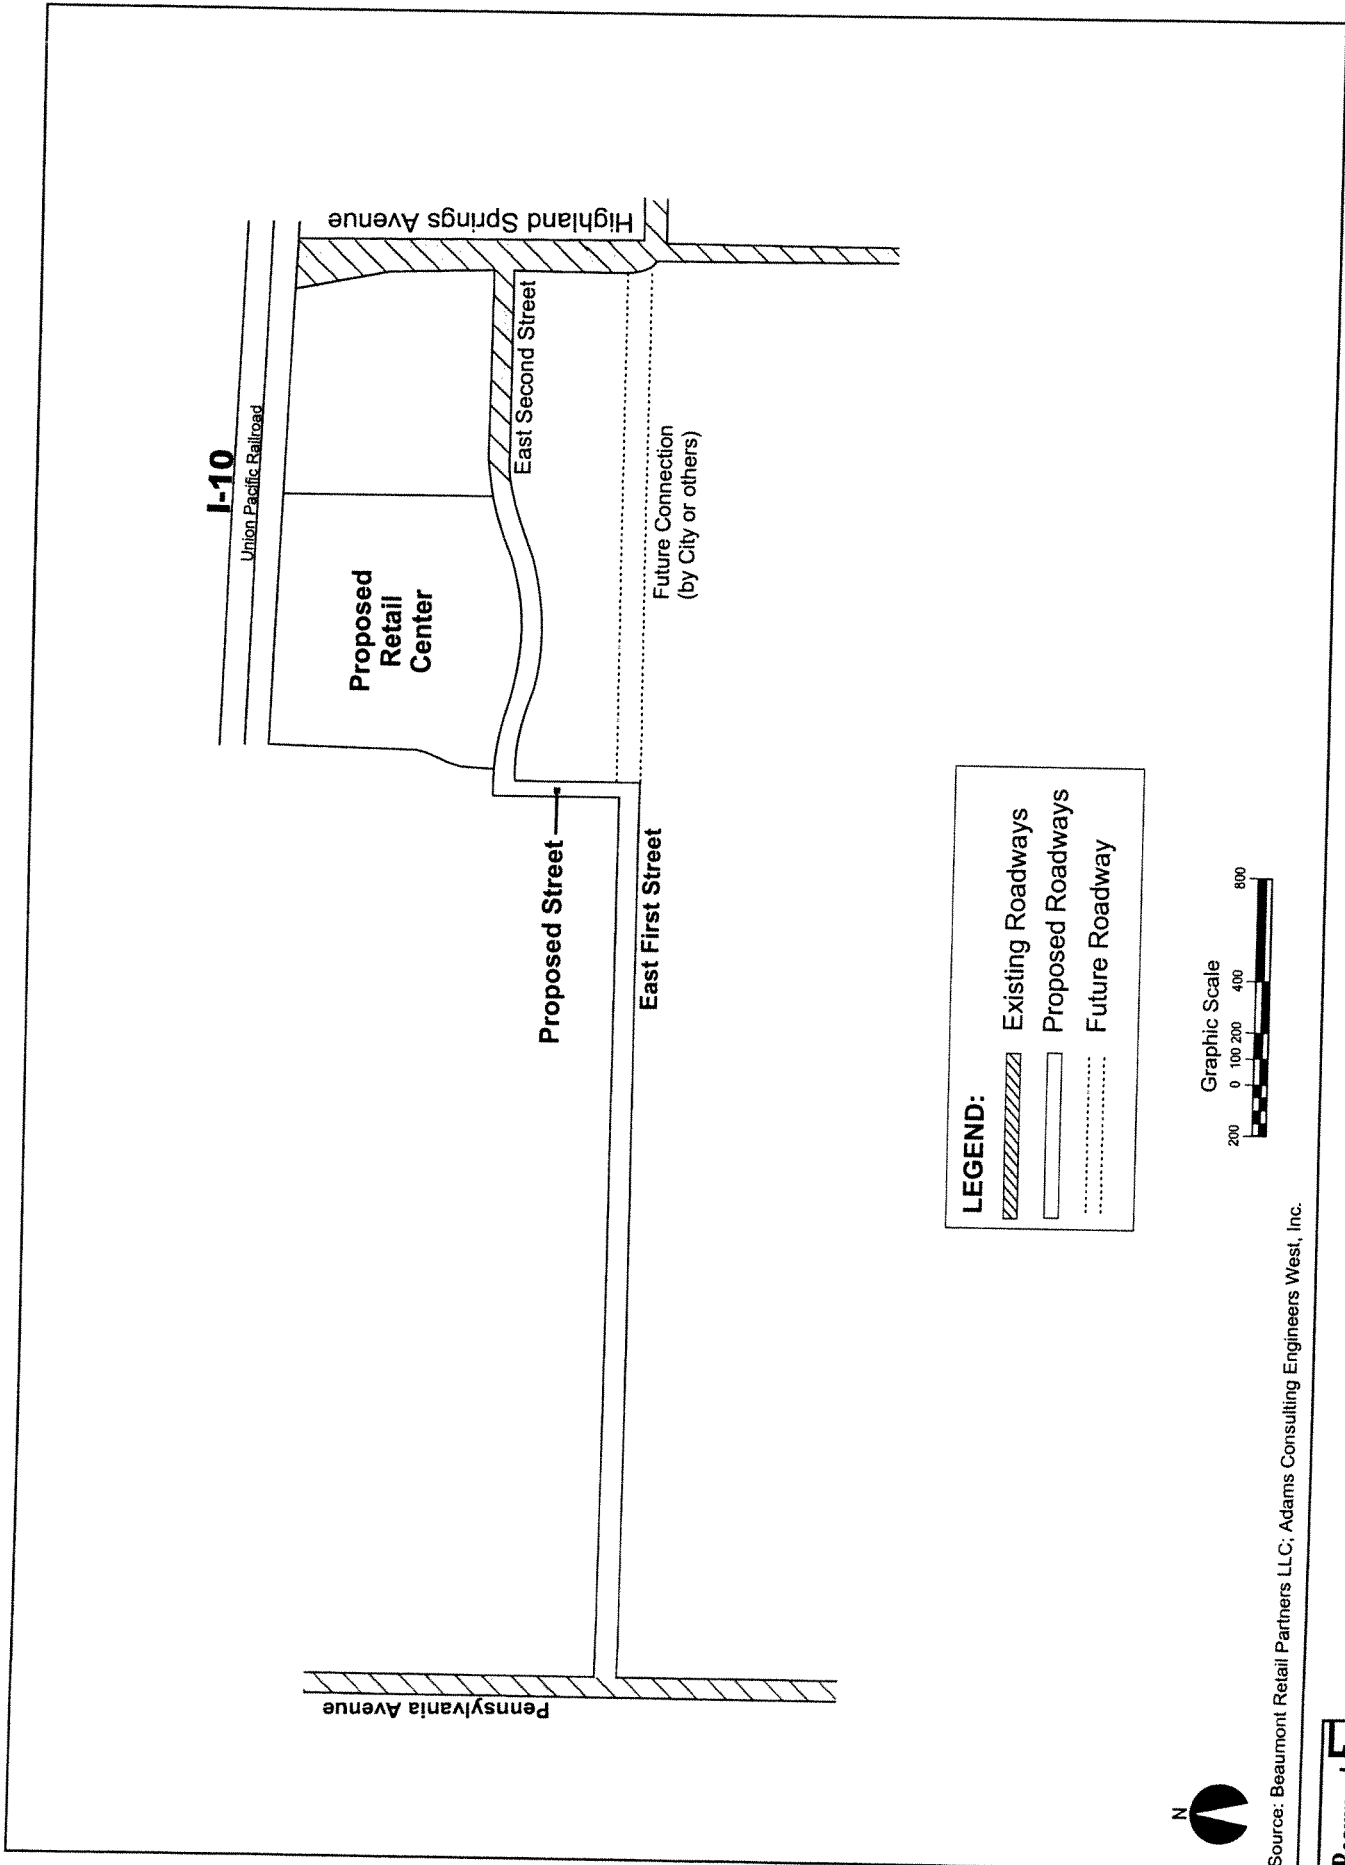 I-10
Union Pacific Railroad
Highland Springs Avenue
Proposed
Retail
Center
East Second Street
Future Connection
(by City or others)
Proposed Street
East First Street
Pennsylvania Avenue
LEGEND:
Existing Roadways
Proposed Roadways
Future Roadway
Graphic Scale
200 0 100 200 400 800
N
Source: Beaumont Retail Partners LLC; Adams Consulting Engineers West, Inc.